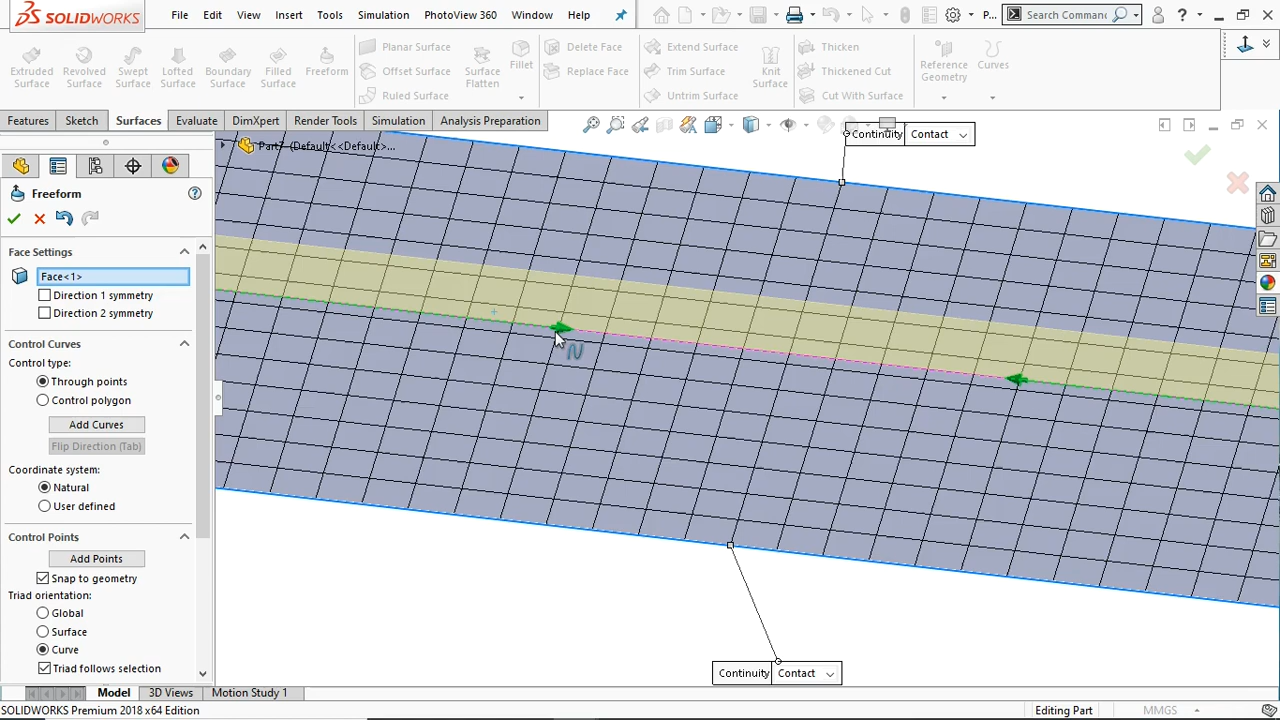 SOLIDWORKS File Edit View Insert Tools Simulation PhotoView 360 Window Help P... Search Commanc ?
Extruded Surface
Revolved Surface
Swept Surface
Lofted Surface
Boundary Surface
Filled Surface
Freeform
Planar Surface
Offset Surface
Ruled Surface
Surface Flatten
Fillet
Delete Face
Replace Face
Extend Surface
Trim Surface
Untrim Surface
Knit Surface
Thicken
Thickened Cut
Cut With Surface
Reference Geometry
Curves
Features Sketch Surfaces Evaluate DimXpert Render Tools Simulation Analysis Preparation
Continuity Contact
Part7 (Default<<Default>...
Freeform
Face Settings
Face<1>
Direction 1 symmetry
Direction 2 symmetry
Control Curves
Control type:
Through points
Control polygon
Add Curves
Flip Direction (Tab)
Coordinate system:
Natural
User defined
Control Points
Add Points
Snap to geometry
Triad orientation:
Global
Surface
Curve
Triad follows selection
Continuity Contact
Model 3D Views Motion Study 1
SOLIDWORKS Premium 2018 x64 Edition Editing Part MMGS